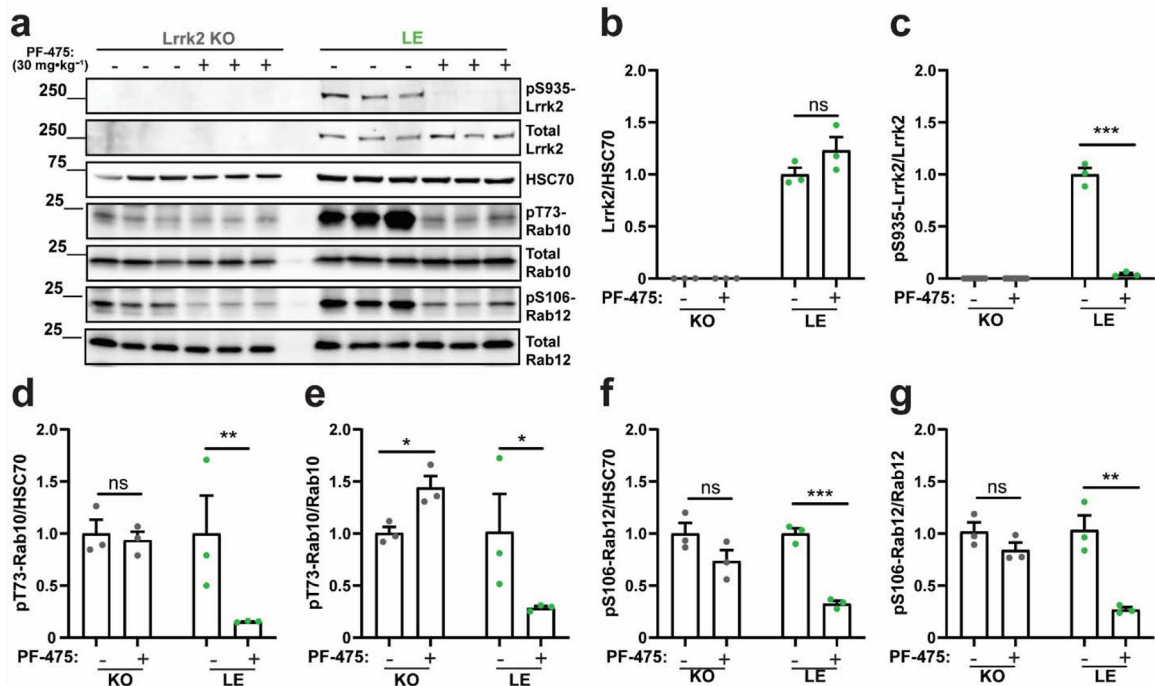 a
Lrrk2 KO LE
PF-475:
(30 mg•kg⁻¹) - - - + + + - - - + + +
250 pS935-
Lrrk2
250 Total
Lrrk2
75 HSC70
25 pT73-
Rab10
25 Total
Rab10
25 pS106-
Rab12
25 Total
Rab12
b
Lrrk2/HSC70
2.0
1.5
1.0
0.5
0
ns
PF-475: - + - +
KO LE
c
pS935-Lrrk2/Lrrk2
2.0
1.5
1.0
0.5
0
***
PF-475: - + - +
KO LE
d
pT73-Rab10/HSC70
2.0
1.5
1.0
0.5
0
ns **
PF-475: - + - +
KO LE
e
pT73-Rab10/Rab10
2.0
1.5
1.0
0.5
0
* *
PF-475: - + - +
KO LE
f
pS106-Rab12/HSC70
2.0
1.5
1.0
0.5
0
ns ***
PF-475: - + - +
KO LE
g
pS106-Rab12/Rab12
2.0
1.5
1.0
0.5
0
ns **
PF-475: - + - +
KO LE